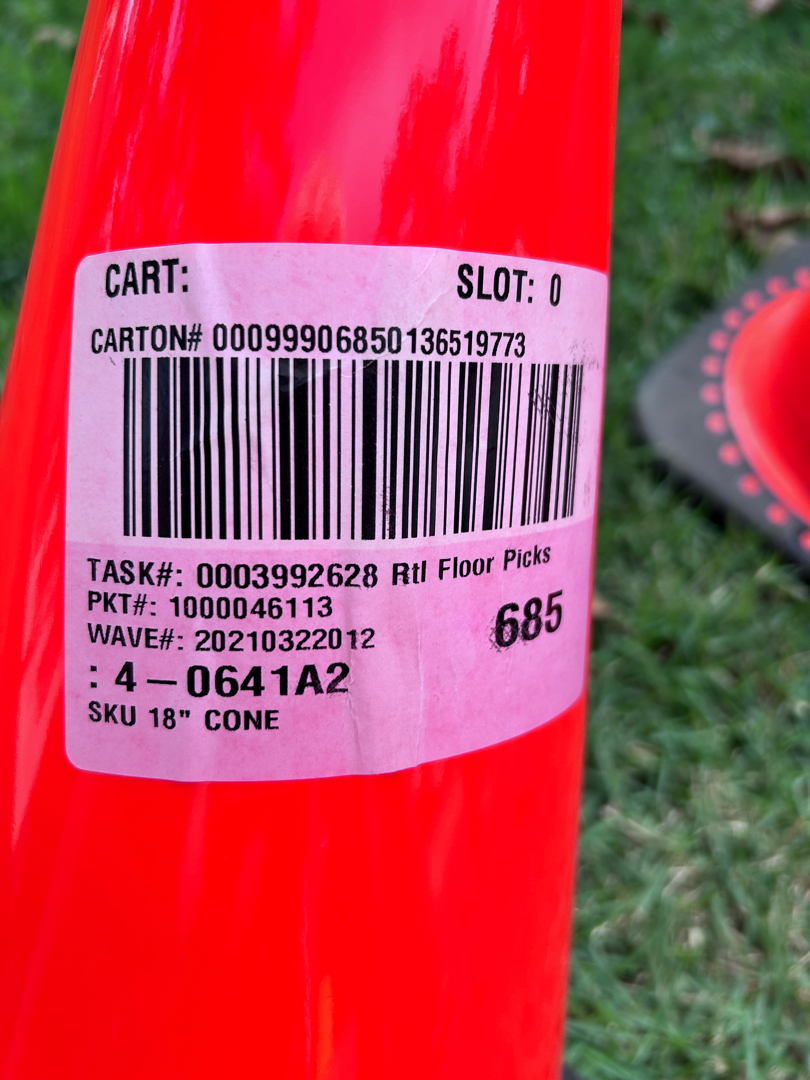 CART: SLOT: 0
CARTON# 00099906850136519773
TASK#: 0003992628 Rtl Floor Picks
PKT#: 1000046113
WAVE#: 20210322012 685
: 4-0641A2
SKU 18" CONE